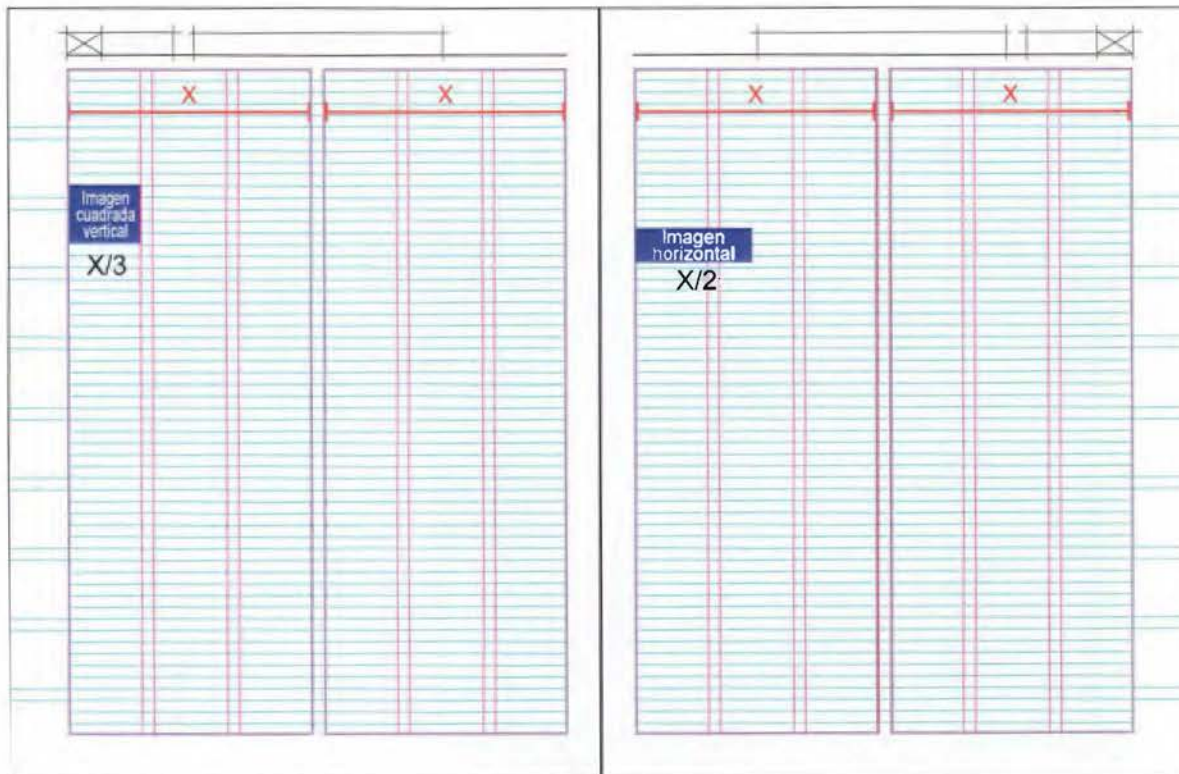 X
X
Imagen
cuadrada
vertical
X/3
X
X
Imagen
horizontal
X/2